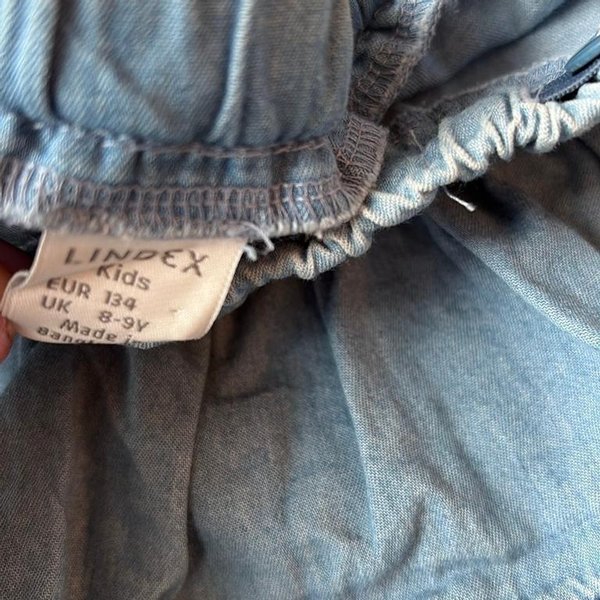 LINDEX
Kids
EUR 134
UK 8-9Y
Made in